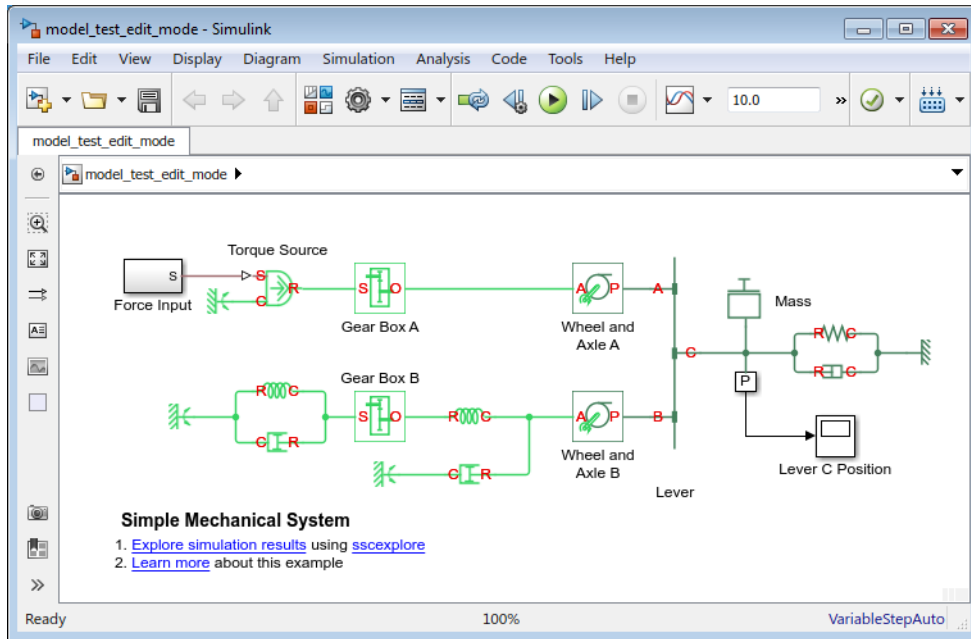 model_test_edit_mode - Simulink
File Edit View Display Diagram Simulation Analysis Code Tools Help
10.0 »
model_test_edit_mode
model_test_edit_mode
Torque Source
S
S
C
R
S
O
A
P
A
Force Input
Gear Box A
Wheel and
Axle A
Mass
C
R
C
R
C
P
Gear Box B
R
C
C
R
S
O
R
C
A
P
B
C
R
Wheel and
Axle B
Lever C Position
Lever
Simple Mechanical System
1. Explore simulation results using sscexplore
2. Learn more about this example
Ready 100% VariableStepAuto